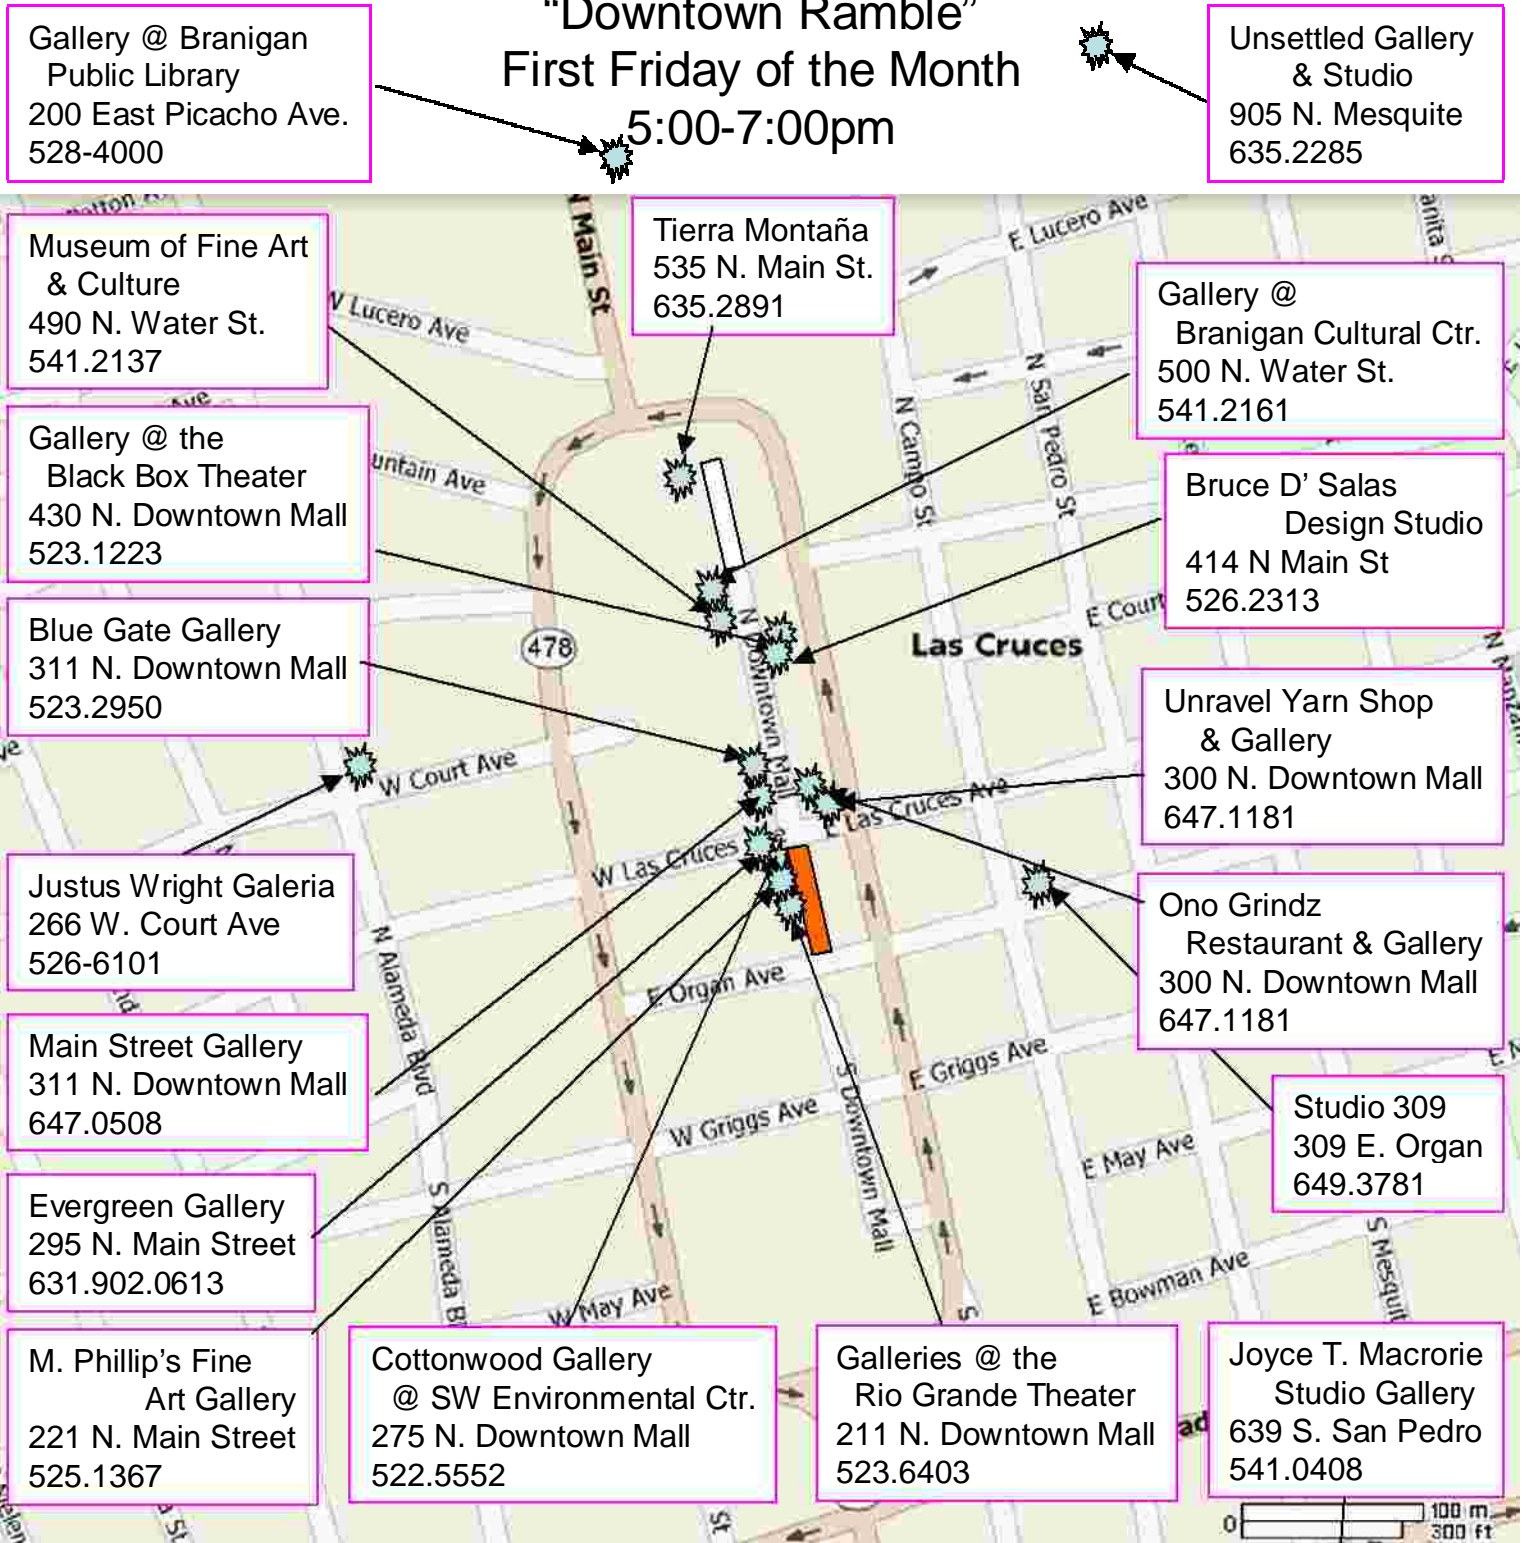 “Downtown Ramble”
First Friday of the Month
5:00-7:00pm
Gallery @ Branigan
Public Library
200 East Picacho Ave.
528-4000
Unsettled Gallery
& Studio
905 N. Mesquite
635.2285
Museum of Fine Art
& Culture
490 N. Water St.
541.2137
Tierra Montaña
535 N. Main St.
635.2891
Gallery @
Branigan Cultural Ctr.
500 N. Water St.
541.2161
Gallery @ the
Black Box Theater
430 N. Downtown Mall
523.1223
Bruce D’ Salas
Design Studio
414 N Main St
526.2313
Blue Gate Gallery
311 N. Downtown Mall
523.2950
Unravel Yarn Shop
& Gallery
300 N. Downtown Mall
647.1181
Justus Wright Galeria
266 W. Court Ave
526-6101
Ono Grindz
Restaurant & Gallery
300 N. Downtown Mall
647.1181
Main Street Gallery
311 N. Downtown Mall
647.0508
Studio 309
309 E. Organ
649.3781
Evergreen Gallery
295 N. Main Street
631.902.0613
M. Phillip’s Fine
Art Gallery
221 N. Main Street
525.1367
Cottonwood Gallery
@ SW Environmental Ctr.
275 N. Downtown Mall
522.5552
Galleries @ the
Rio Grande Theater
211 N. Downtown Mall
523.6403
Joyce T. Macrorie
Studio Gallery
639 S. San Pedro
541.0408
N Main St
E Lucero Ave
W Lucero Ave
Ave
untain Ave
N Campo St
N San Pedro St
E Court
478
Las Cruces
N Downtown Mall
W Court Ave
E Las Cruces Ave
W Las Cruces
N Alameda Blvd
E Organ Ave
E Griggs Ave
W Griggs Ave
S Downtown Mall
E May Ave
S Alameda Bl
W May Ave
E Bowman Ave
S Mesquit
S
ad
St
a St
0
100 m
300 ft